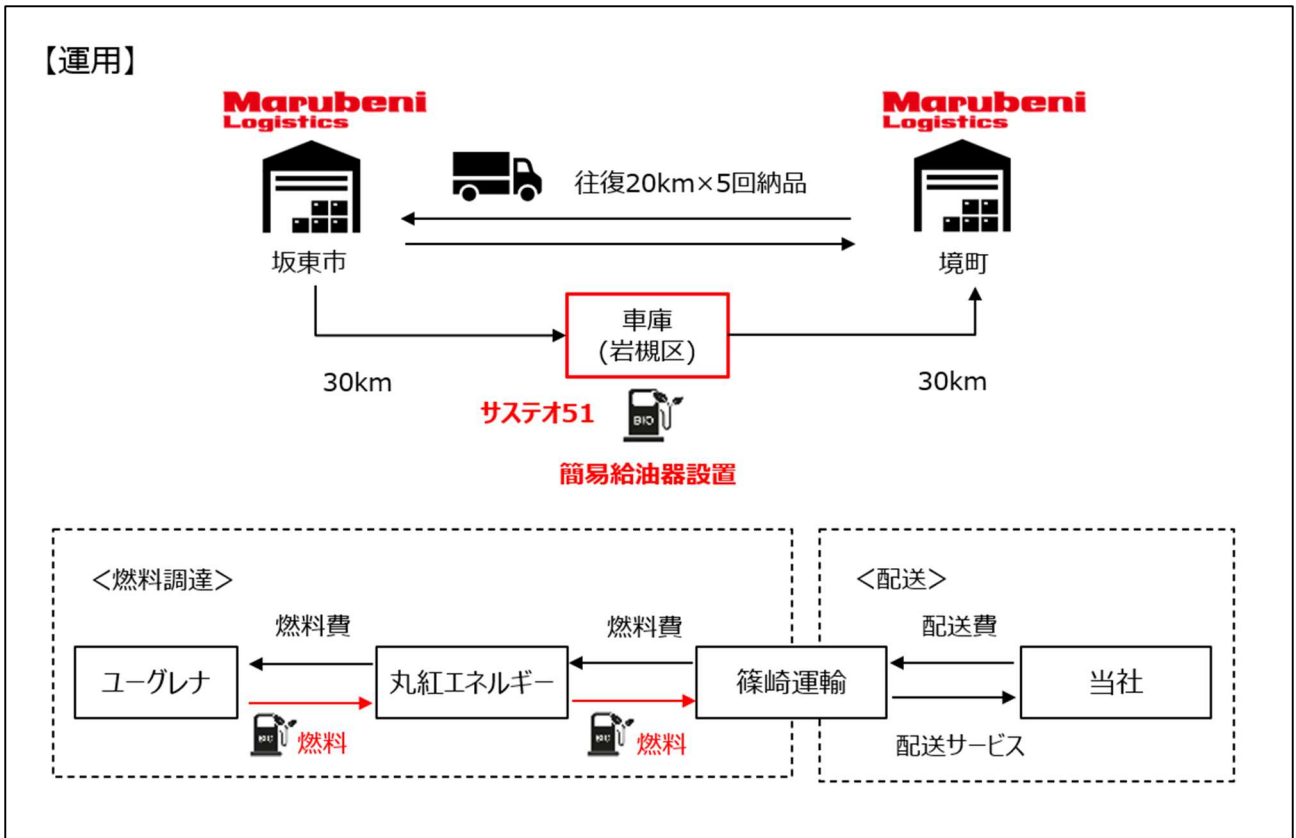 【運用】
Marubeni
Logistics
Marubeni
Logistics
往復20km×5回納品
坂東市
境町
車庫
(岩槻区)
30km
30km
サステオ51
BIO
簡易給油器設置
＜燃料調達＞
＜配送＞
燃料費
燃料費
配送費
ユーグレナ
丸紅エネルギー
篠崎運輸
当社
BIO
燃料
BIO
燃料
配送サービス